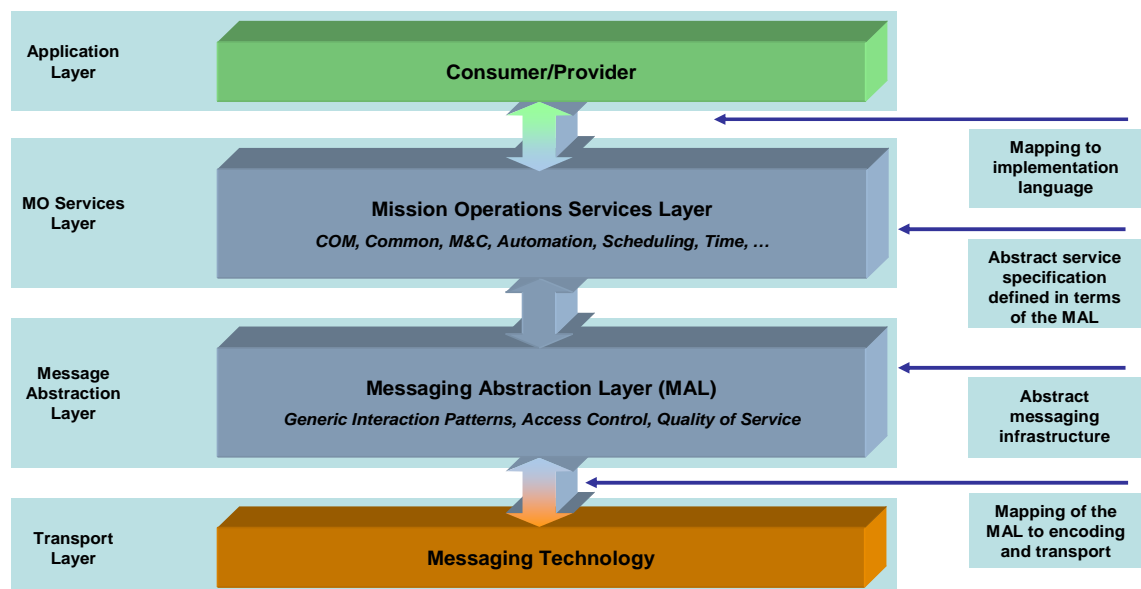 Application
Layer
Consumer/Provider
Mapping to
implementation
language
MO Services
Layer
Mission Operations Services Layer
COM, Common, M&C, Automation, Scheduling, Time, …
Abstract service
specification
defined in terms
of the MAL
Message
Abstraction
Layer
Messaging Abstraction Layer (MAL)
Generic Interaction Patterns, Access Control, Quality of Service
Abstract
messaging
infrastructure
Transport
Layer
Messaging Technology
Mapping of the
MAL to encoding
and transport